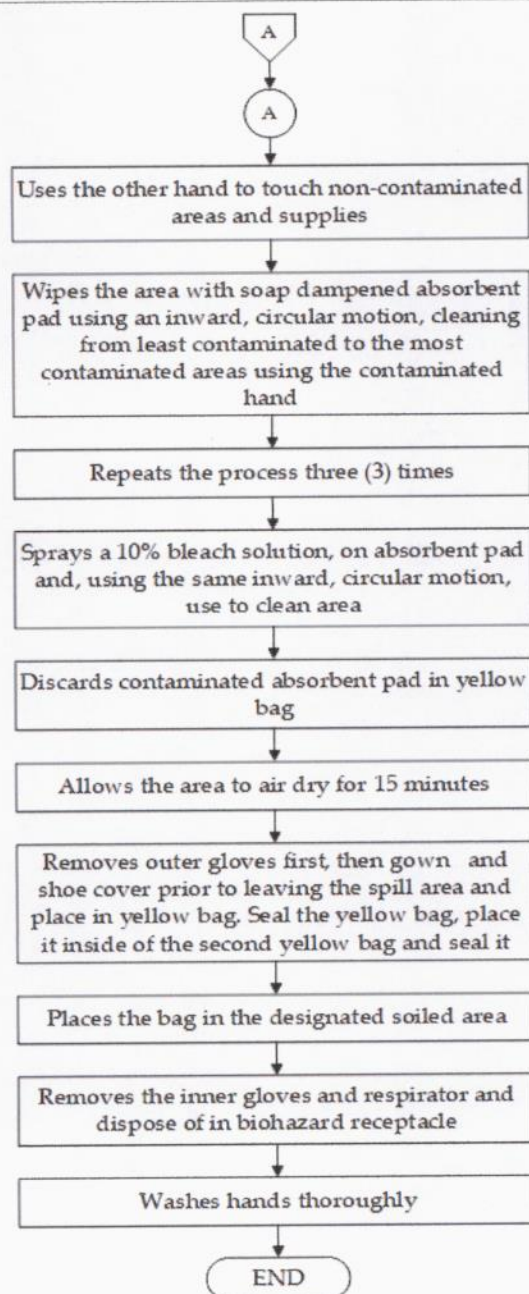 A
A
Uses the other hand to touch non-contaminated
areas and supplies
Wipes the area with soap dampened absorbent
pad using an inward, circular motion, cleaning
from least contaminated to the most
contaminated areas using the contaminated
hand
Repeats the process three (3) times
Sprays a 10% bleach solution, on absorbent pad
and, using the same inward, circular motion,
use to clean area
Discards contaminated absorbent pad in yellow
bag
Allows the area to air dry for 15 minutes
Removes outer gloves first, then gown and
shoe cover prior to leaving the spill area and
place in yellow bag. Seal the yellow bag, place
it inside of the second yellow bag and seal it
Places the bag in the designated soiled area
Removes the inner gloves and respirator and
dispose of in biohazard receptacle
Washes hands thoroughly
END